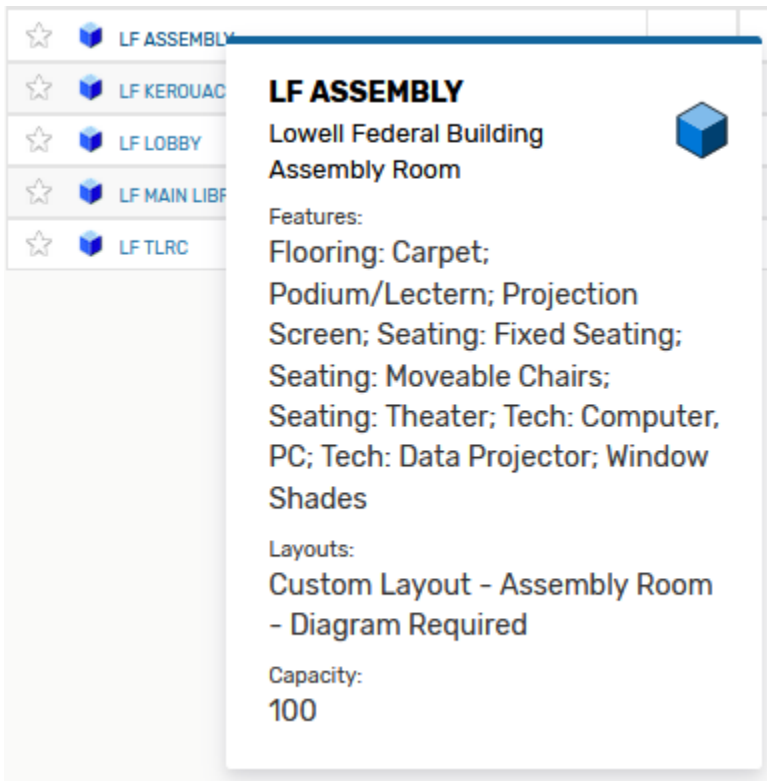 LF ASSEMBLY
LF KEROUAC
LF LOBBY
LF MAIN
LF TLRC
LF ASSEMBLY
Lowell Federal Building
Assembly Room
Features:
Flooring: Carpet;
Podium/Lectern; Projection
Screen; Seating: Fixed Seating;
Seating: Moveable Chairs;
Seating: Theater; Tech: Computer,
PC; Tech: Data Projector; Window
Shades
Layouts:
Custom Layout - Assembly Room
- Diagram Required
Capacity:
100